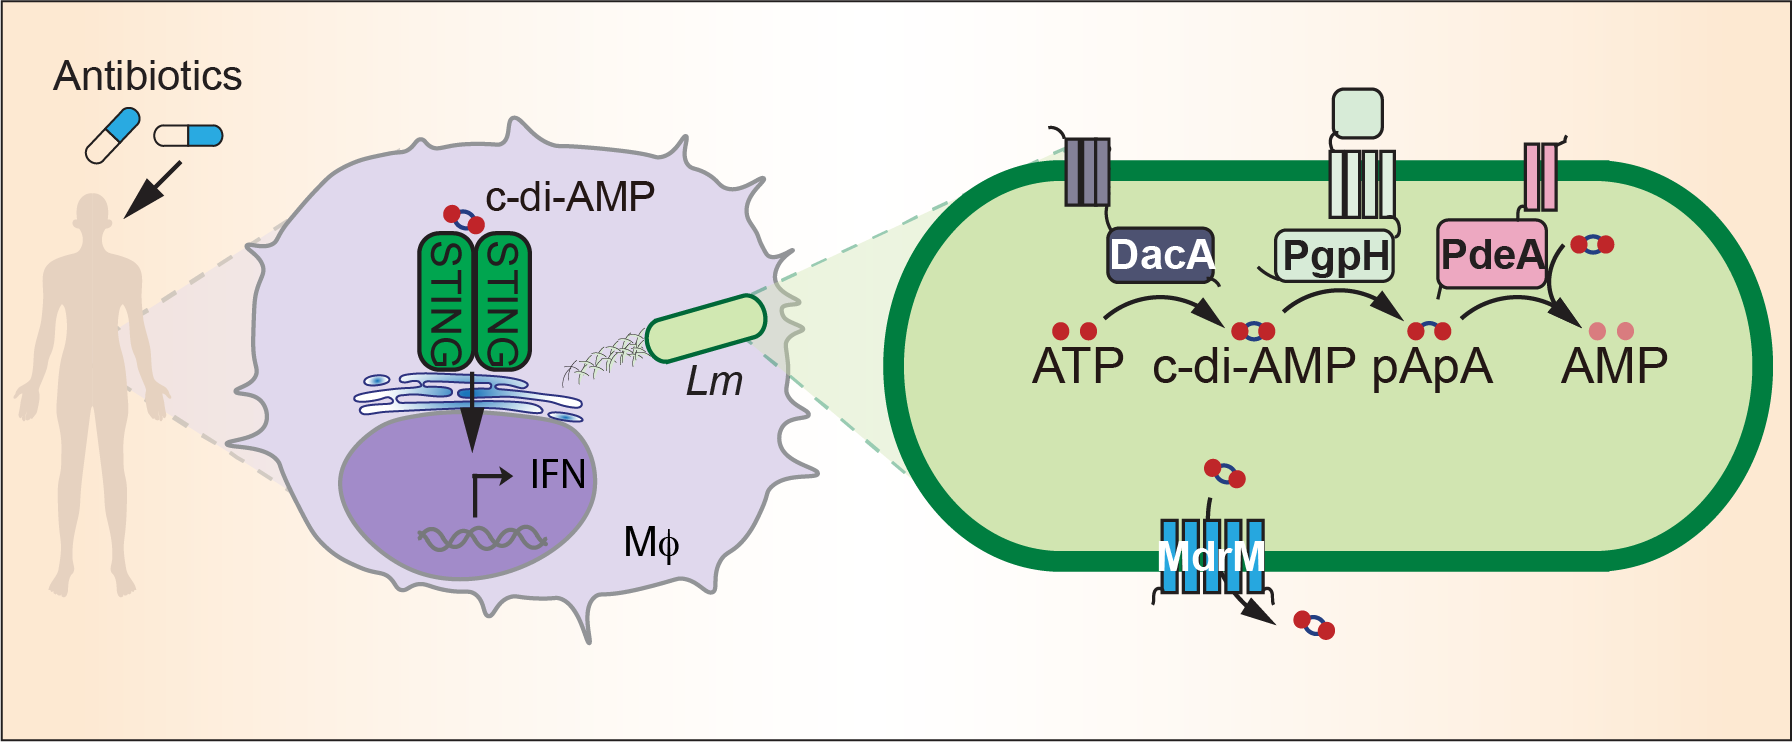 Antibiotics
c-di-AMP
STING
STING
Lm
IFN
Mϕ
DacA
PgpH
PdeA
ATP
c-di-AMP
pApA
AMP
MdrM